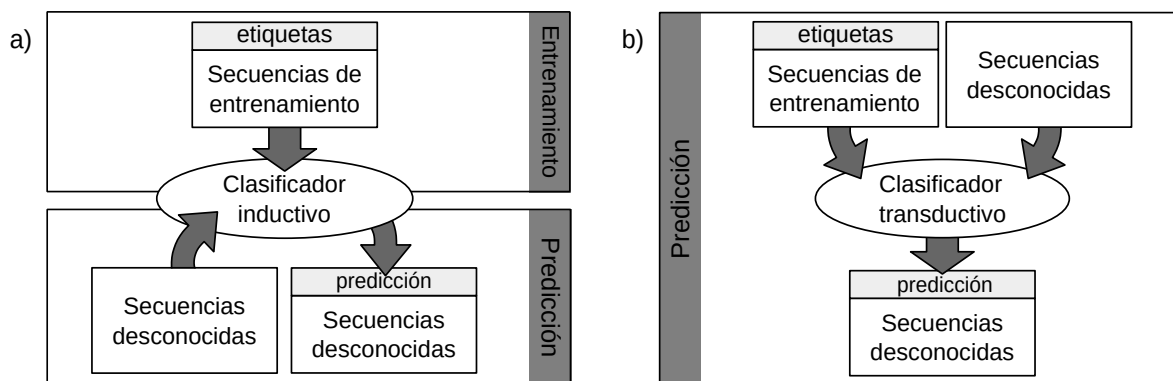 a)
etiquetas
Secuencias de
entrenamiento
Entrenamiento
Clasificador
inductivo
Secuencias
desconocidas
predicción
Secuencias
desconocidas
Predicción
b)
Predicción
etiquetas
Secuencias de
entrenamiento
Secuencias
desconocidas
Clasificador
transductivo
predicción
Secuencias
desconocidas